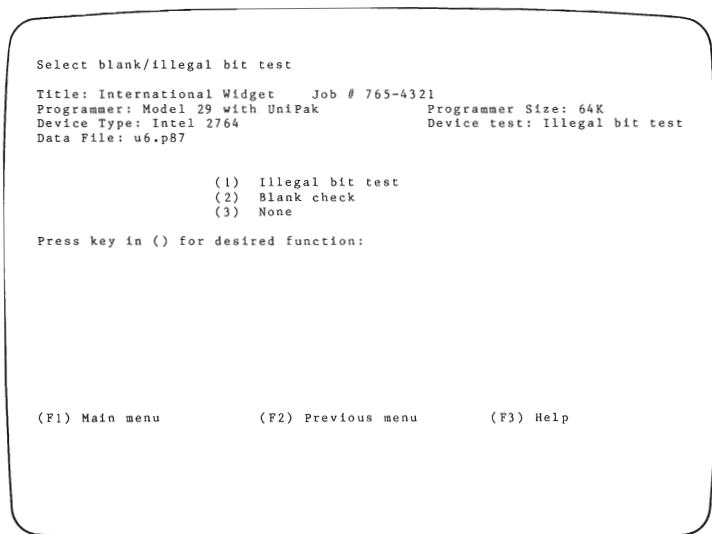 Select blank/illegal bit test
Title: International Widget Job # 765-4321
Programmer: Model 29 with UniPak Programmer Size: 64K
Device Type: Intel 2764 Device test: Illegal bit test
Data File: u6.p87
(1) Illegal bit test
(2) Blank check
(3) None
Press key in () for desired function:
(F1) Main menu (F2) Previous menu (F3) Help